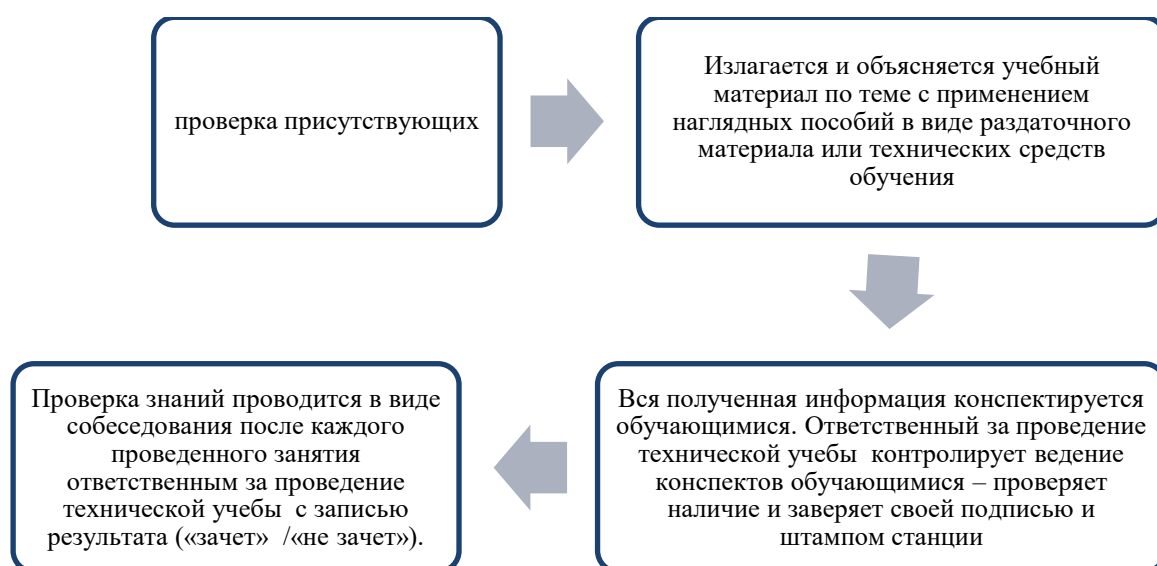 проверка присутствующих
Излагается и объясняется учебный
материал по теме с применением
наглядных пособий в виде раздаточного
материала или технических средств
обучения
Вся полученная информация конспектируется
обучающимися. Ответственный за проведение
технической учебы контролирует ведение
конспектов обучающимися – проверяет
наличие и заверяет своей подписью и
штампом станции
Проверка знаний проводится в виде
собеседования после каждого
проведенного занятия
ответственным за проведение
технической учебы с записью
результата («зачет» /«не зачет»).